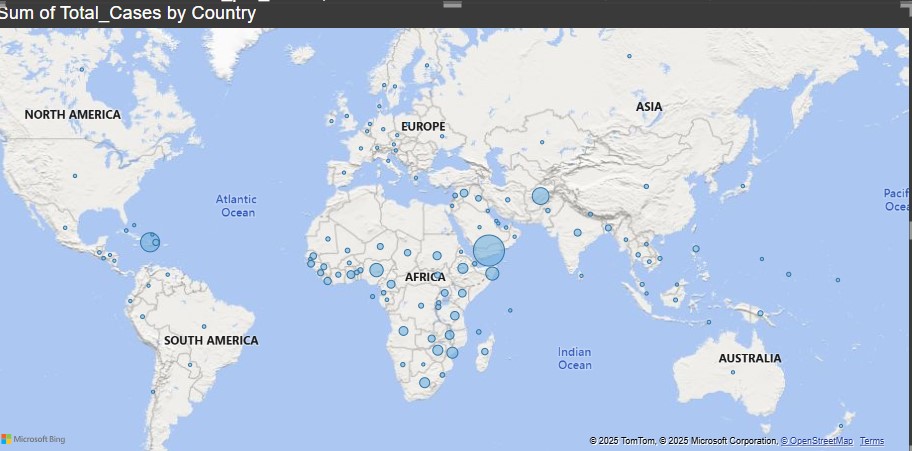 Sum of Total_Cases by Country
NORTH AMERICA
EUROPE
ASIA
Atlantic
Ocean
Pacif
Ocea
AFRICA
SOUTH AMERICA
Indian
Ocean
AUSTRALIA
Microsoft Bing
© 2025 TomTom, © 2025 Microsoft Corporation, © OpenStreetMap Terms